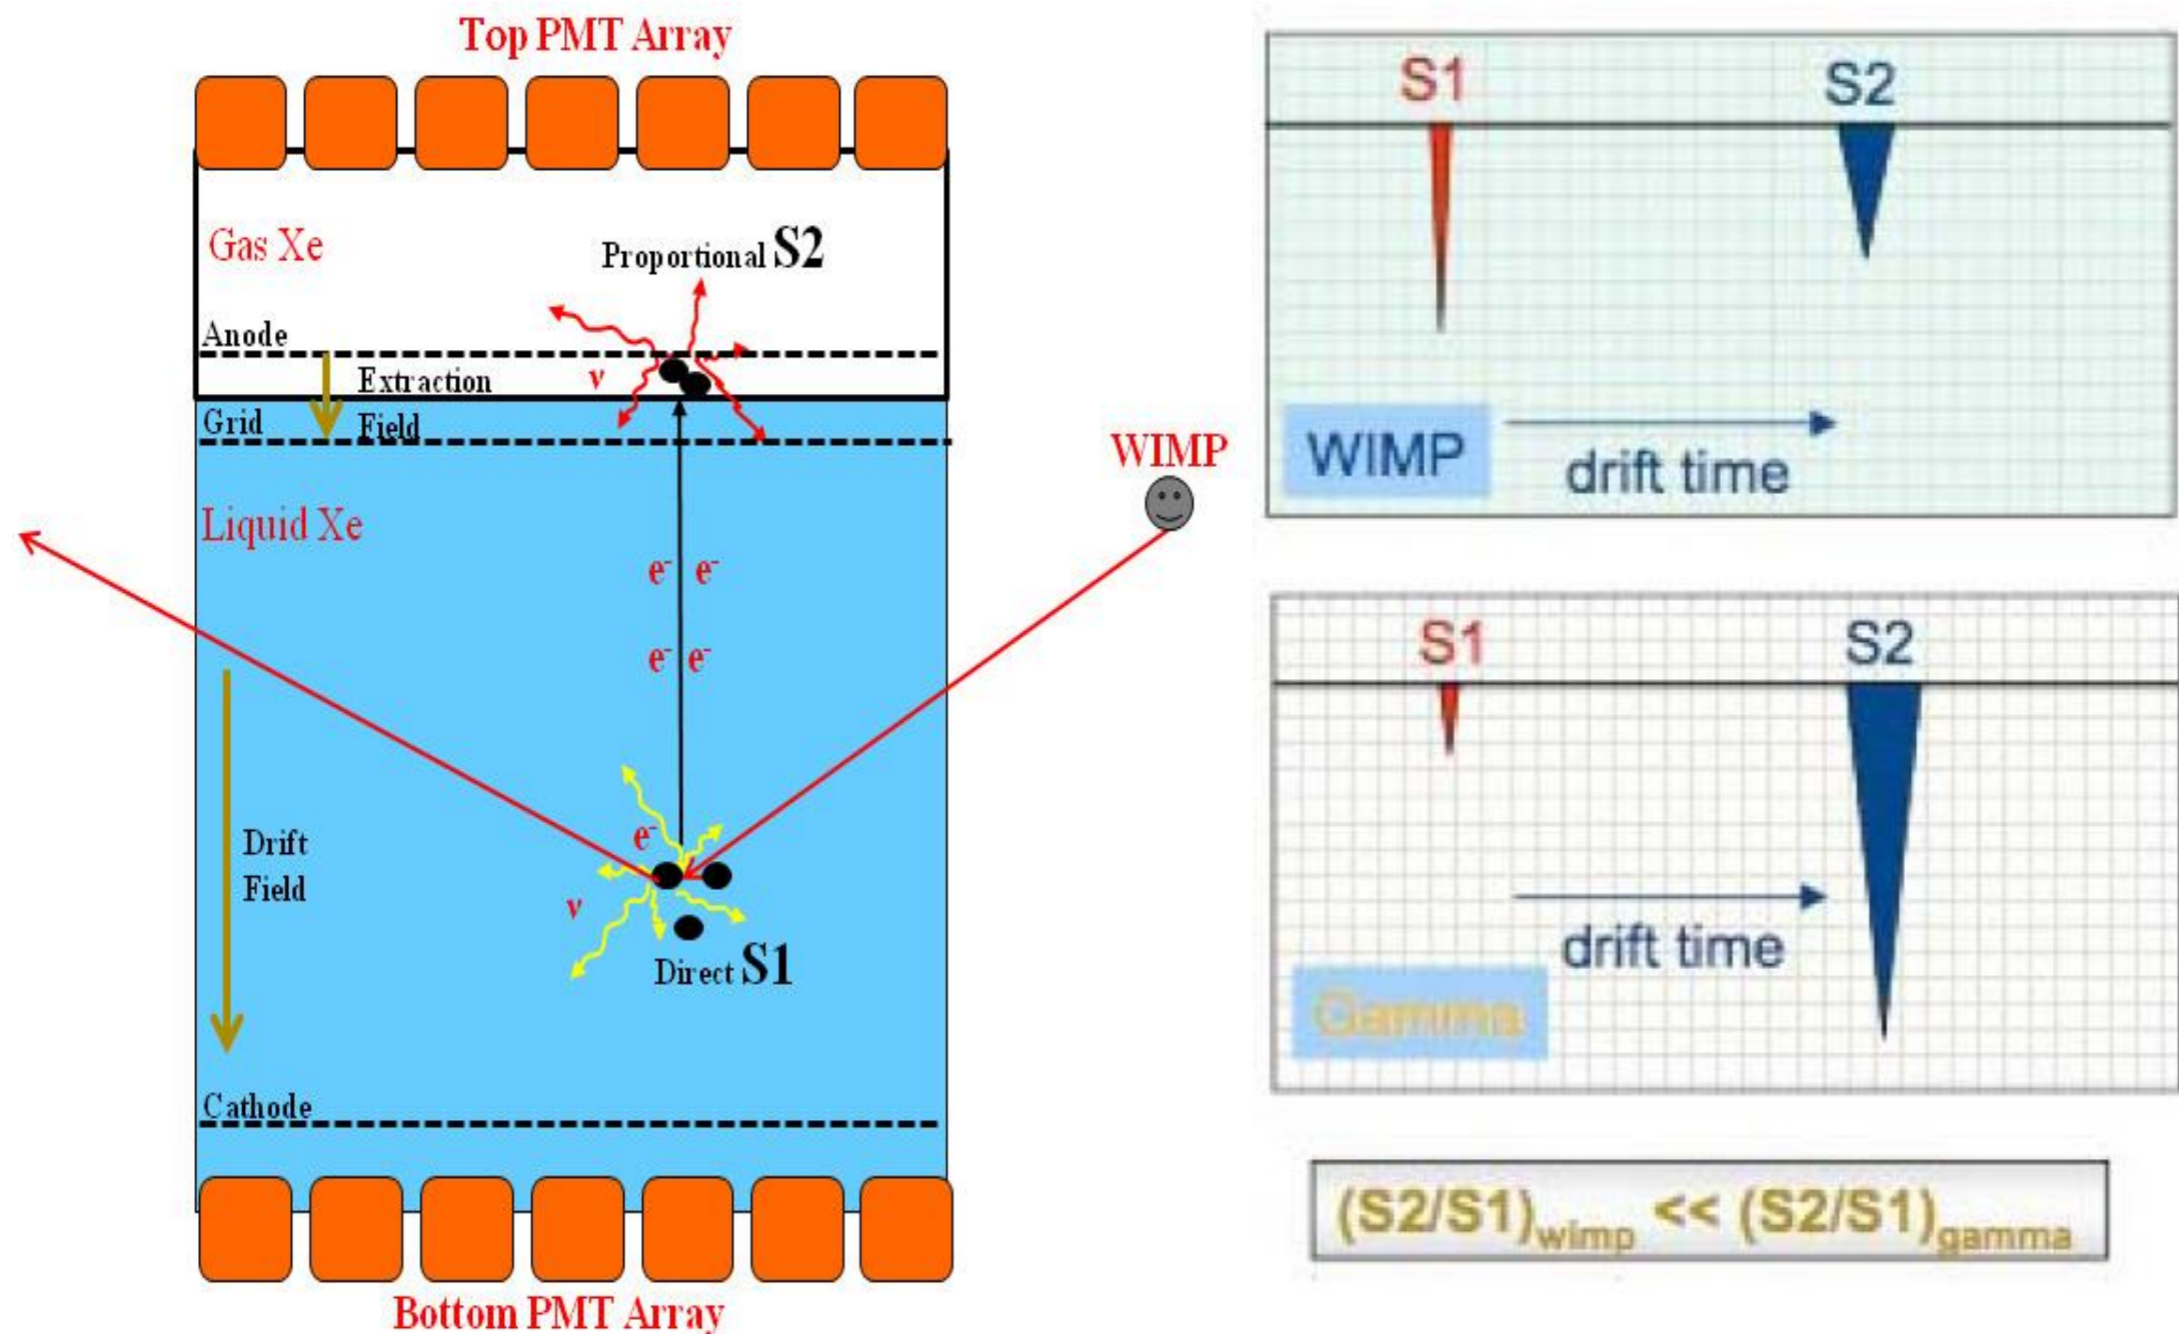 Top PMT Array
Gas Xe
Proportional S2
Anode
ν
Extraction
Grid
Field
Liquid Xe
WIMP
e⁻ e⁻
e⁻ e⁻
e⁻
Drift
Field
ν
Direct S1
Cathode
Bottom PMT Array
S1
S2
WIMP
drift time
S1
S2
drift time
Gamma
(S2/S1)wimp << (S2/S1)gamma